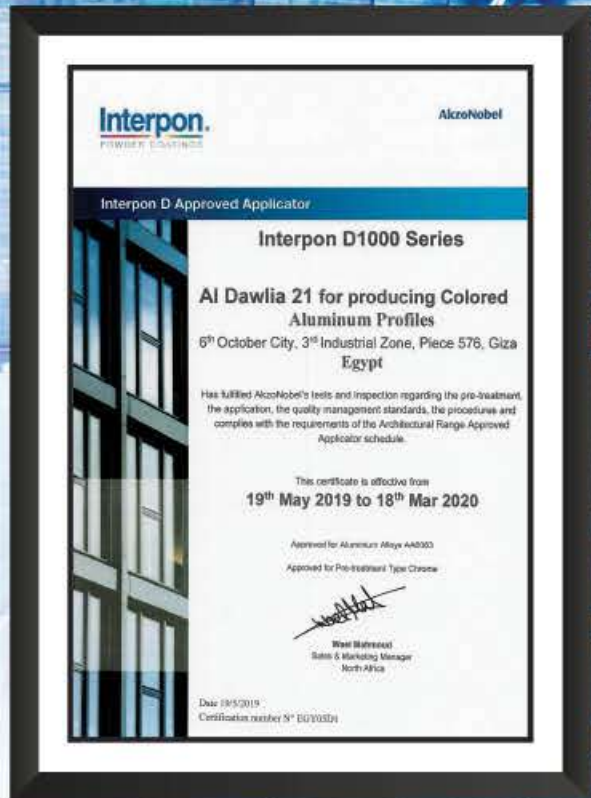 Interpon.
POWDER COATINGS
AkzoNobel
Interpon D Approved Applicator
Interpon D1000 Series
Al Dawlia 21 for producing Colored
Aluminum Profiles
6th October City, 3rd Industrial Zone, Piece 576, Giza
Egypt
Has fulfilled AkzoNobel's tests and inspection regarding the pre-treatment,
the application, the quality management standards, the procedures and
complies with the requirements of the Architectural Range Approved
Applicator schedule.
This certificate is effective from
19th May 2019 to 18th Mar 2020
Approved for Aluminium Alloys AA6063
Approved for Pre-treatment Type Chrome
Wael Mahmoud
Sales & Marketing Manager
North Africa
Date 19/5/2019
Certification number N°